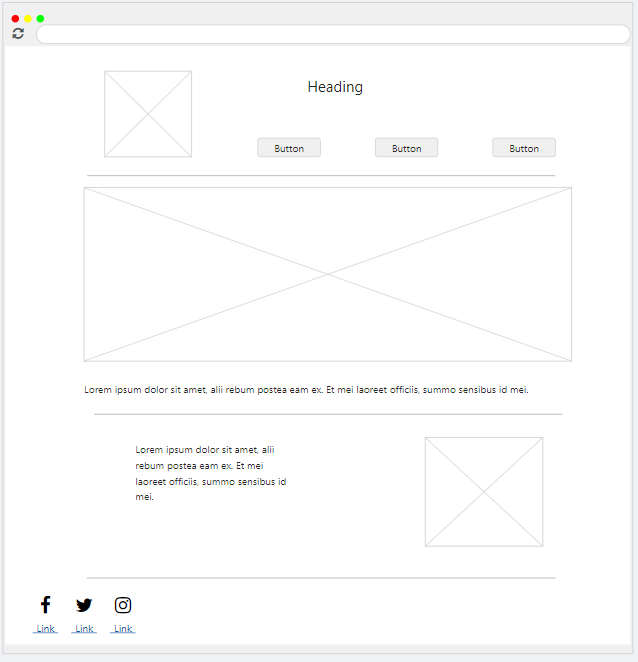 Heading
Button Button Button
Lorem ipsum dolor sit amet, alii rebum postea eam ex. Et mei laoreet officiis, summo sensibus id mei.
Lorem ipsum dolor sit amet, alii
rebum postea eam ex. Et mei
laoreet officiis, summo sensibus id
mei.
Link Link Link